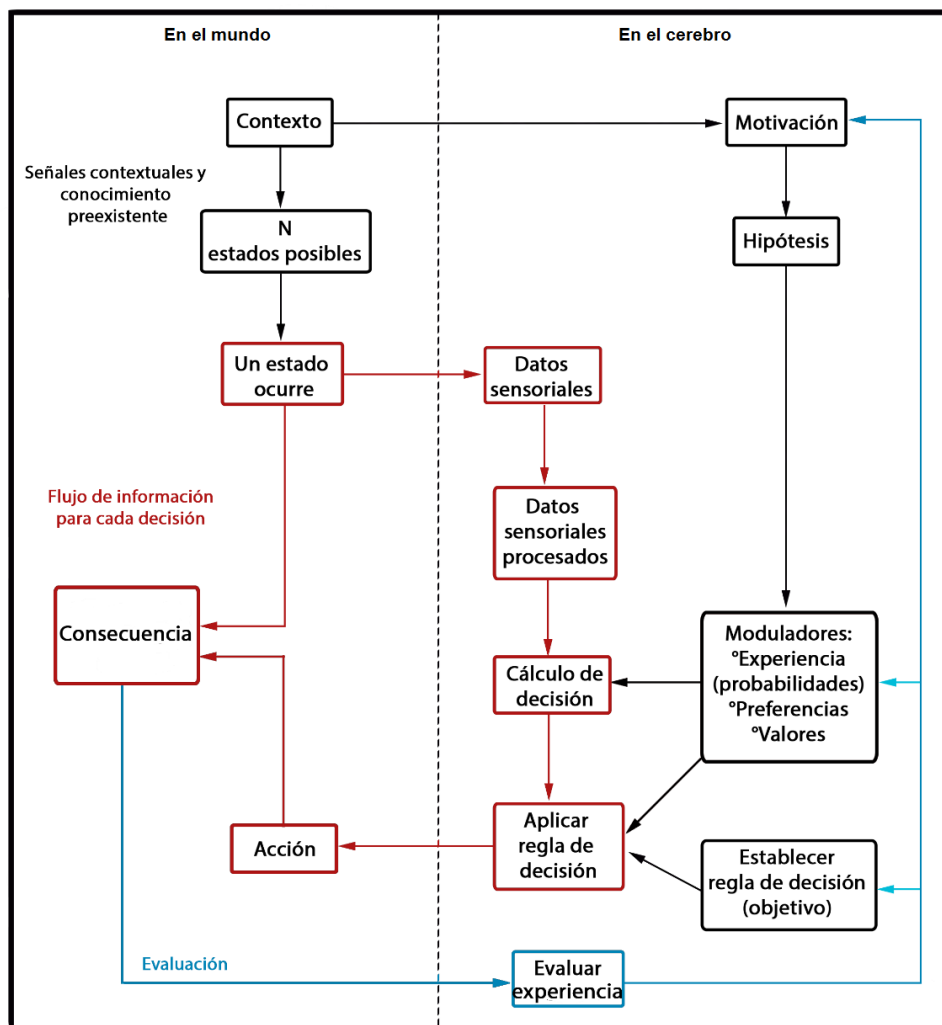 En el mundo
En el cerebro
Contexto
Motivación
Señales contextuales y
conocimiento
preexistente
N
estados posibles
Hipótesis
Un estado
ocurre
Datos
sensoriales
Flujo de información
para cada decisión
Datos
sensoriales
procesados
Consecuencia
Cálculo de
decisión
Moduladores:
°Experiencia
(probabilidades)
°Preferencias
°Valores
Acción
Aplicar
regla de
decisión
Establecer
regla de decisión
(objetivo)
Evaluación
Evaluar
experiencia